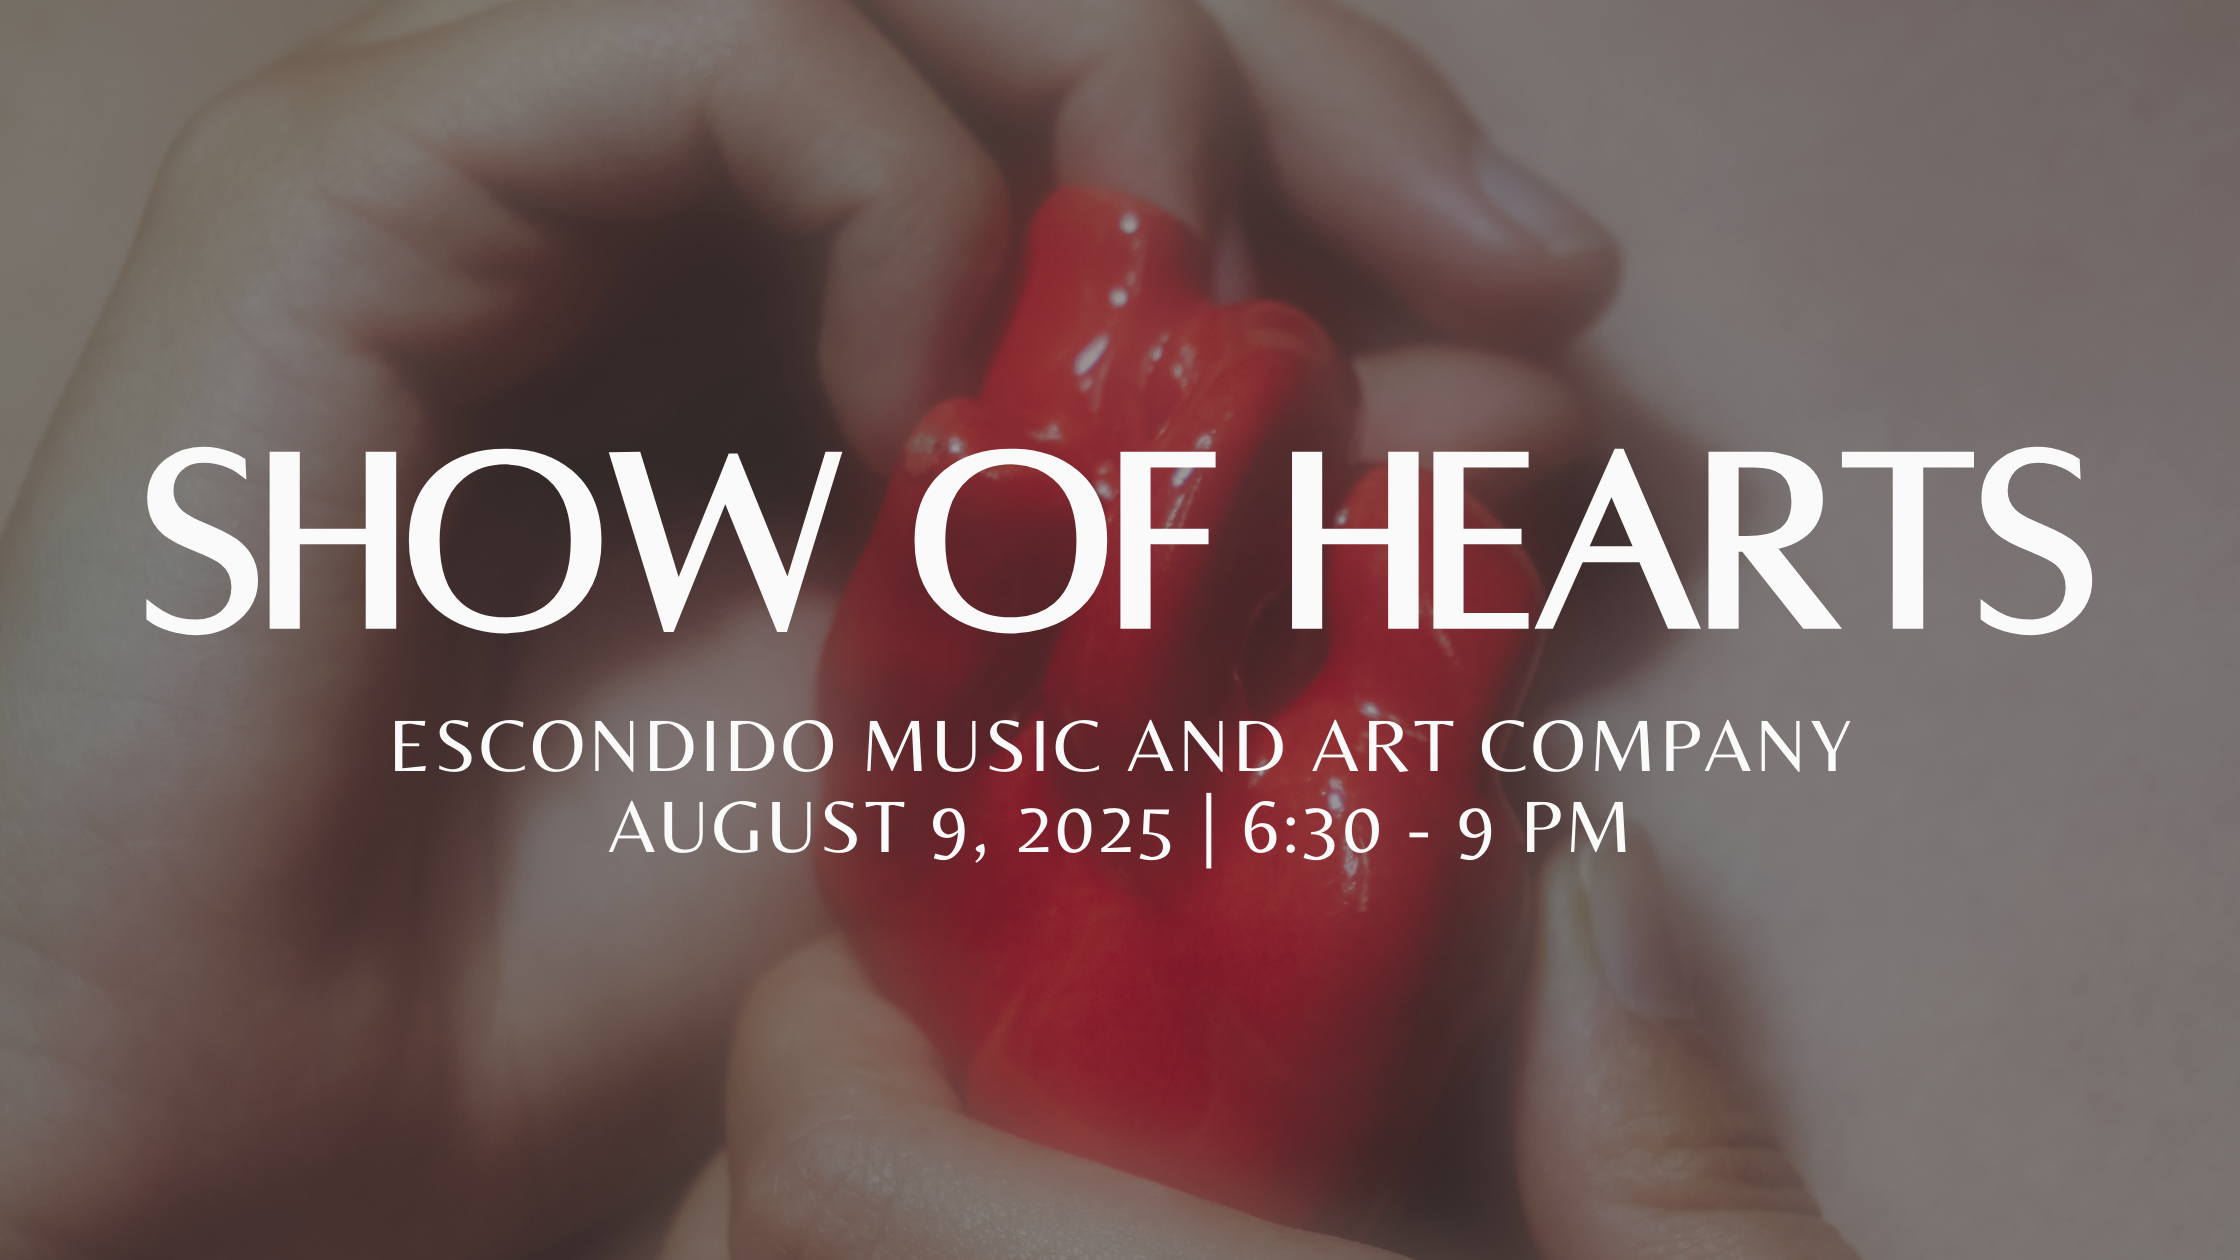 SHOW OF HEARTS
ESCONDIDO MUSIC AND ART COMPANY
AUGUST 9, 2025 | 6:30 - 9 PM